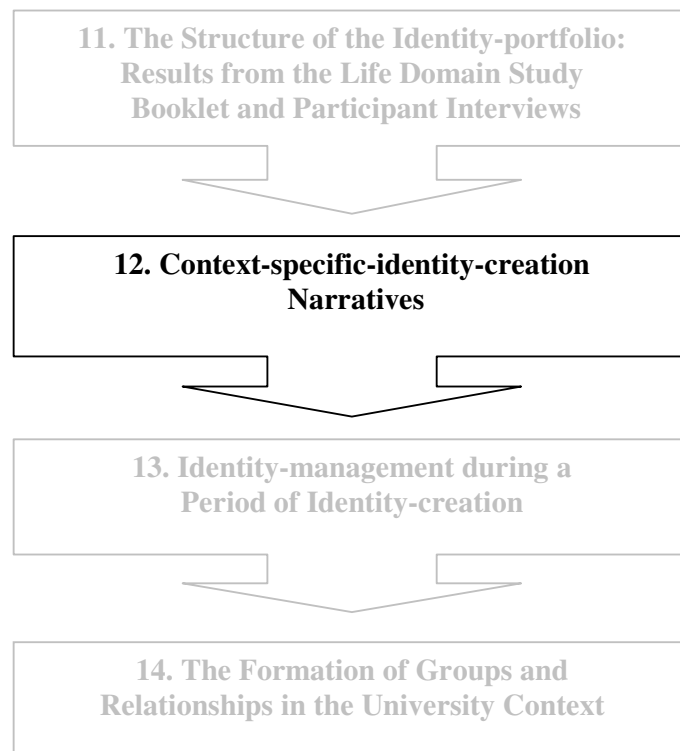 11. The Structure of the Identity-portfolio:
Results from the Life Domain Study
Booklet and Participant Interviews
12. Context-specific-identity-creation
Narratives
13. Identity-management during a
Period of Identity-creation
14. The Formation of Groups and
Relationships in the University Context